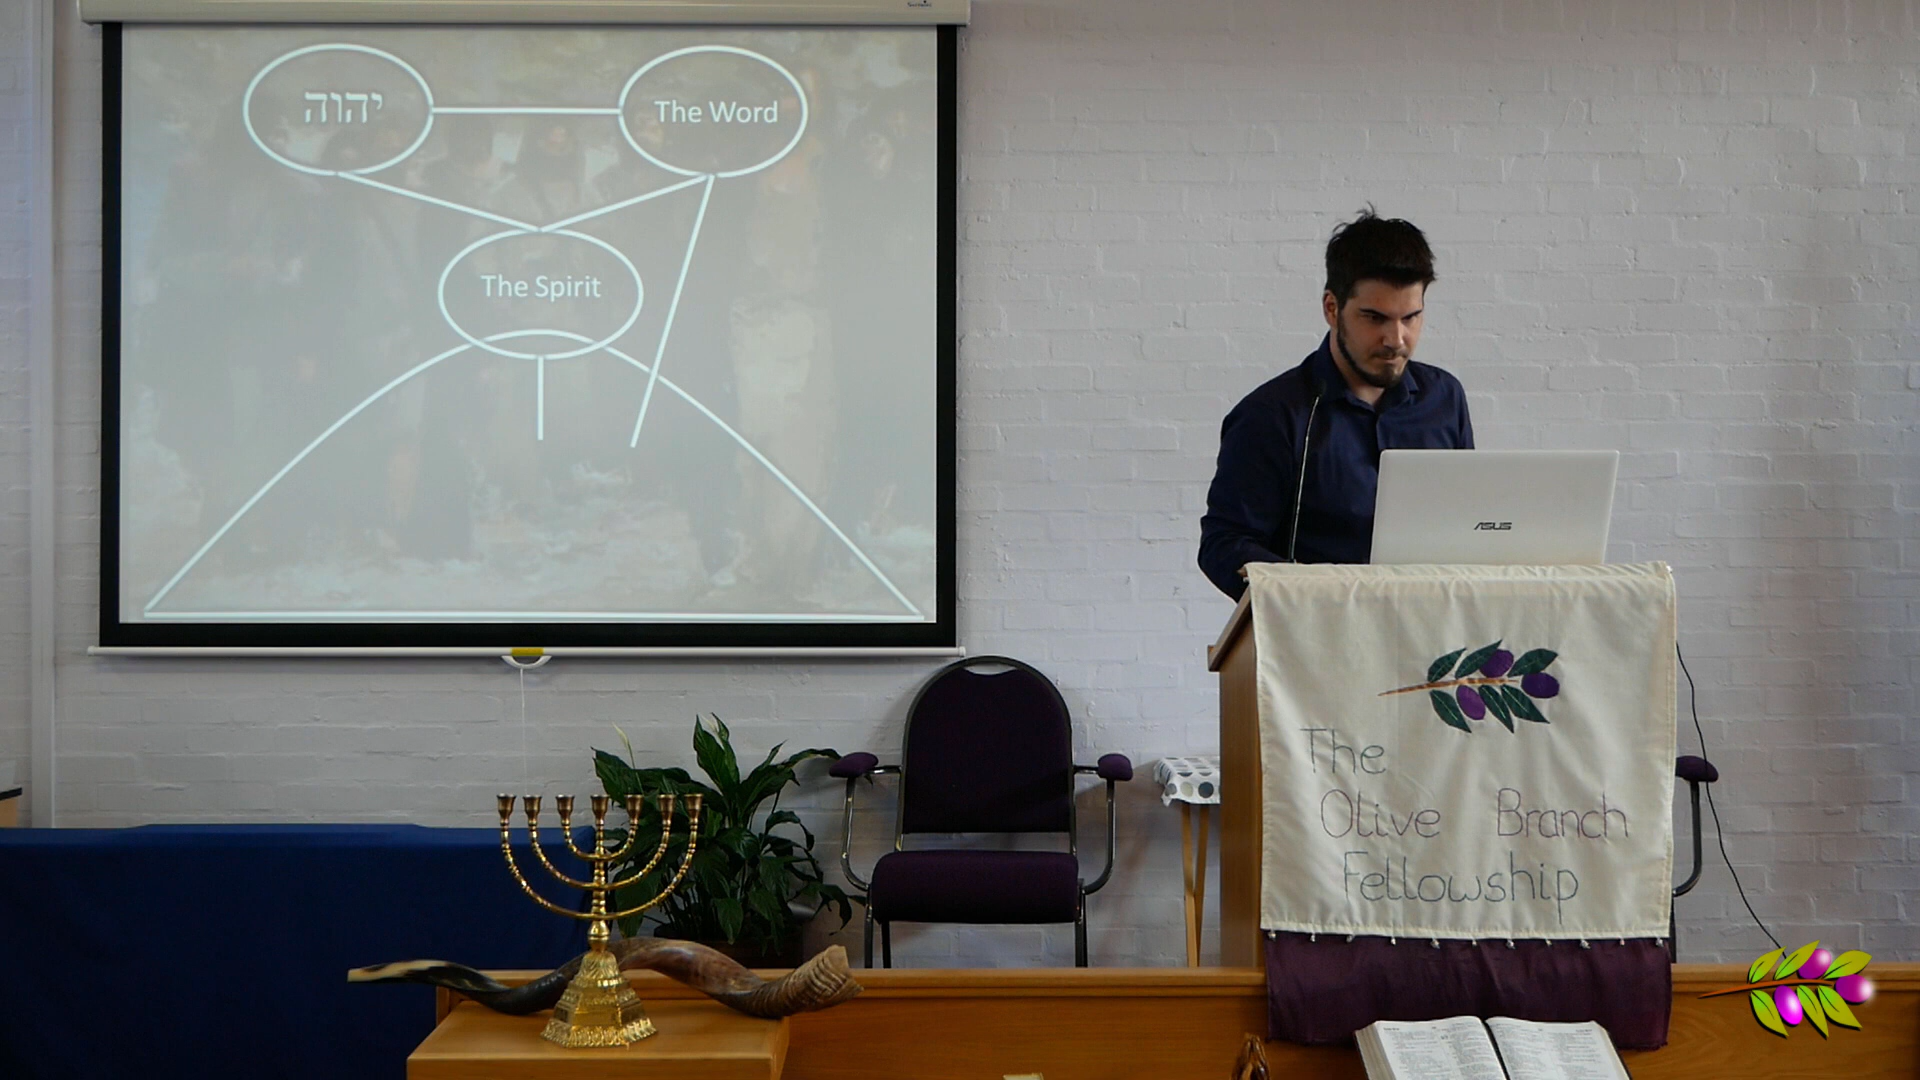 יהוה
The Word
The Spirit
ASUS
The
Olive Branch
Fellowship